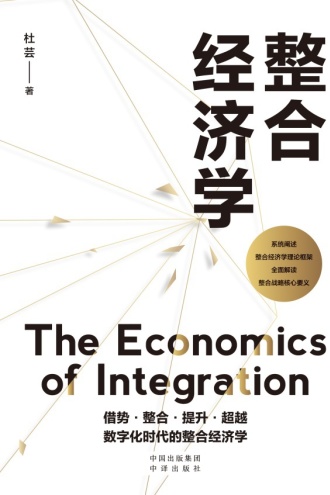 杜芸——著
整合
经济学
系统阐述
整合经济学理论框架
全面解读
整合战略核心要义
The Economics
of Integration
借势·整合·提升·超越
数字化时代的整合经济学
中国出版集团
中译出版社